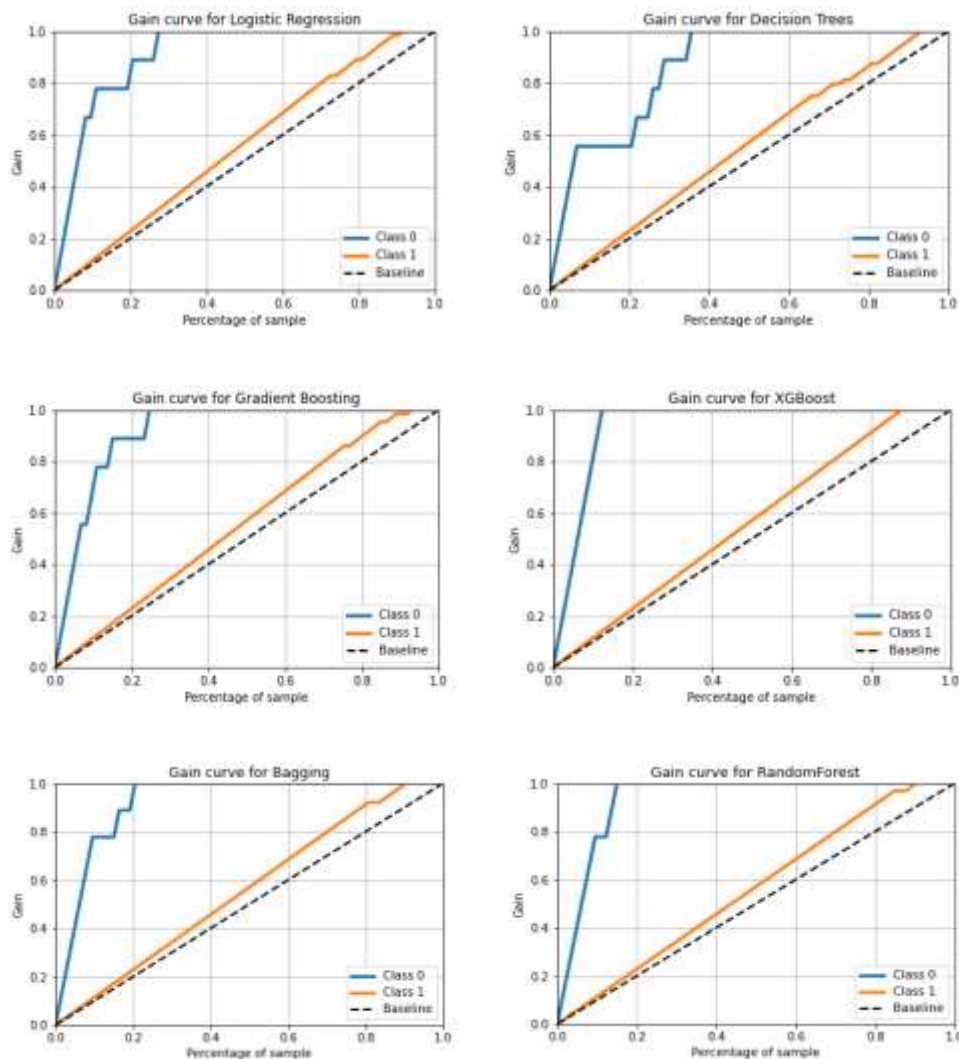 Gain curve for Logistic Regression
1.0
0.8
0.6
0.4
0.2
0.0
Gain
Class 0
Class 1
Baseline
0.0 0.2 0.4 0.6 0.8 1.0
Percentage of sample
Gain curve for Decision Trees
1.0
0.8
0.6
0.4
0.2
0.0
Gain
Class 0
Class 1
Baseline
0.0 0.2 0.4 0.6 0.8 1.0
Percentage of sample
Gain curve for Gradient Boosting
1.0
0.8
0.6
0.4
0.2
0.0
Gain
Class 0
Class 1
Baseline
0.0 0.2 0.4 0.6 0.8 1.0
Percentage of sample
Gain curve for XGBoost
1.0
0.8
0.6
0.4
0.2
0.0
Gain
Class 0
Class 1
Baseline
0.0 0.2 0.4 0.6 0.8 1.0
Percentage of sample
Gain curve for Bagging
1.0
0.8
0.6
0.4
0.2
0.0
Gain
Class 0
Class 1
Baseline
0.0 0.2 0.4 0.6 0.8 1.0
Percentage of sample
Gain curve for RandomForest
1.0
0.8
0.6
0.4
0.2
0.0
Gain
Class 0
Class 1
Baseline
0.0 0.2 0.4 0.6 0.8 1.0
Percentage of sample